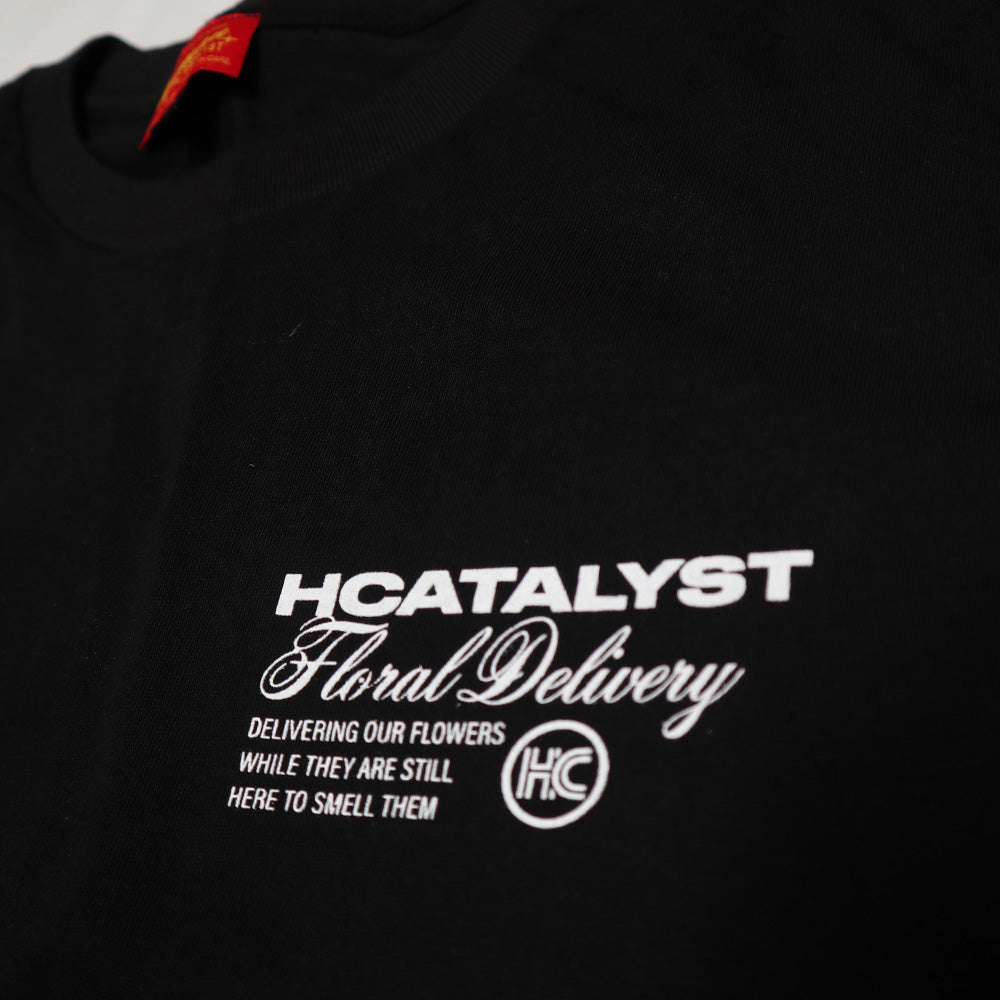 HCATALYST
Floral Delivery
DELIVERING OUR FLOWERS
WHILE THEY ARE STILL
HERE TO SMELL THEM
HC